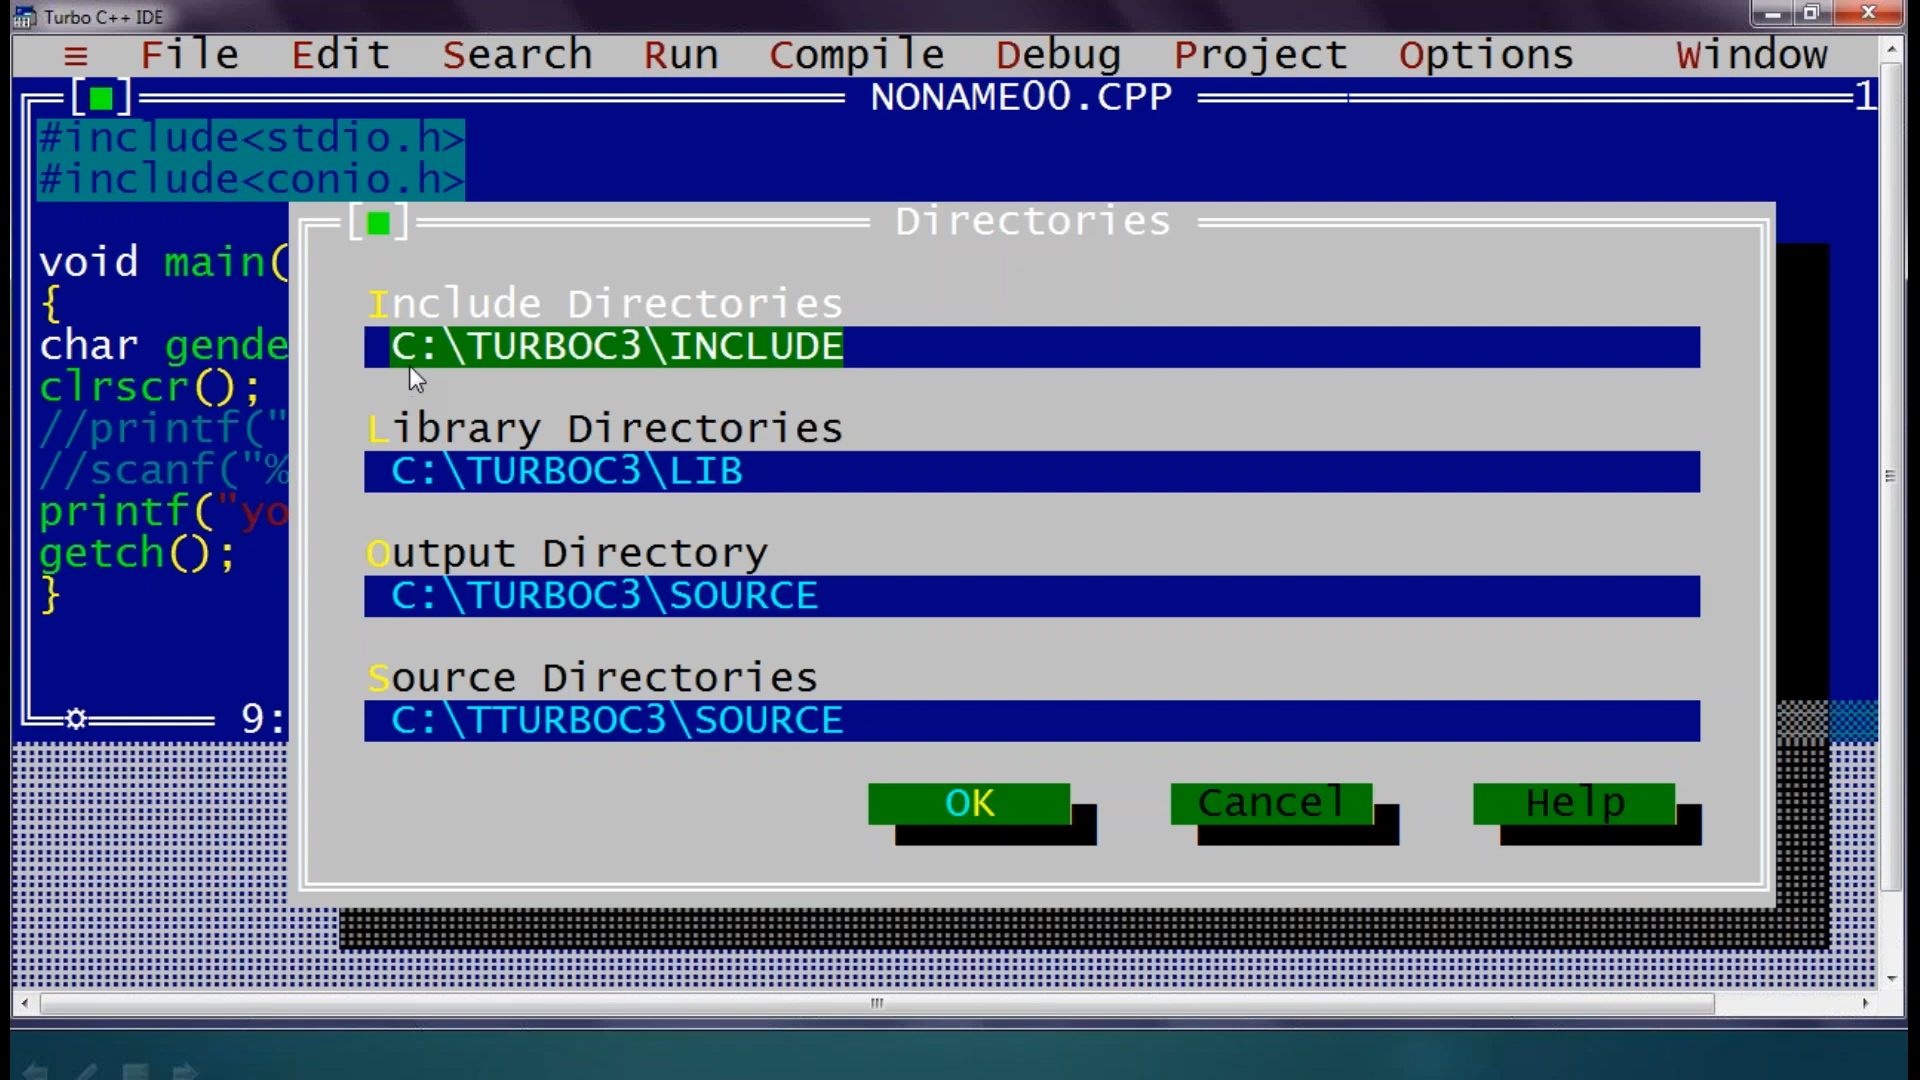 Turbo C++ IDE
≡ File Edit Search Run Compile Debug Project Options Window
[■] NONAME00.CPP 1
#include<stdio.h>
#include<conio.h>
[■] Directories
void main(
{
char gende
clrscr();
//printf("
//scanf("%
printf("yo
getch();
}
9:
Include Directories
C:\TURBOC3\INCLUDE
Library Directories
C:\TURBOC3\LIB
Output Directory
C:\TURBOC3\SOURCE
Source Directories
C:\TTURBOC3\SOURCE
OK Cancel Help